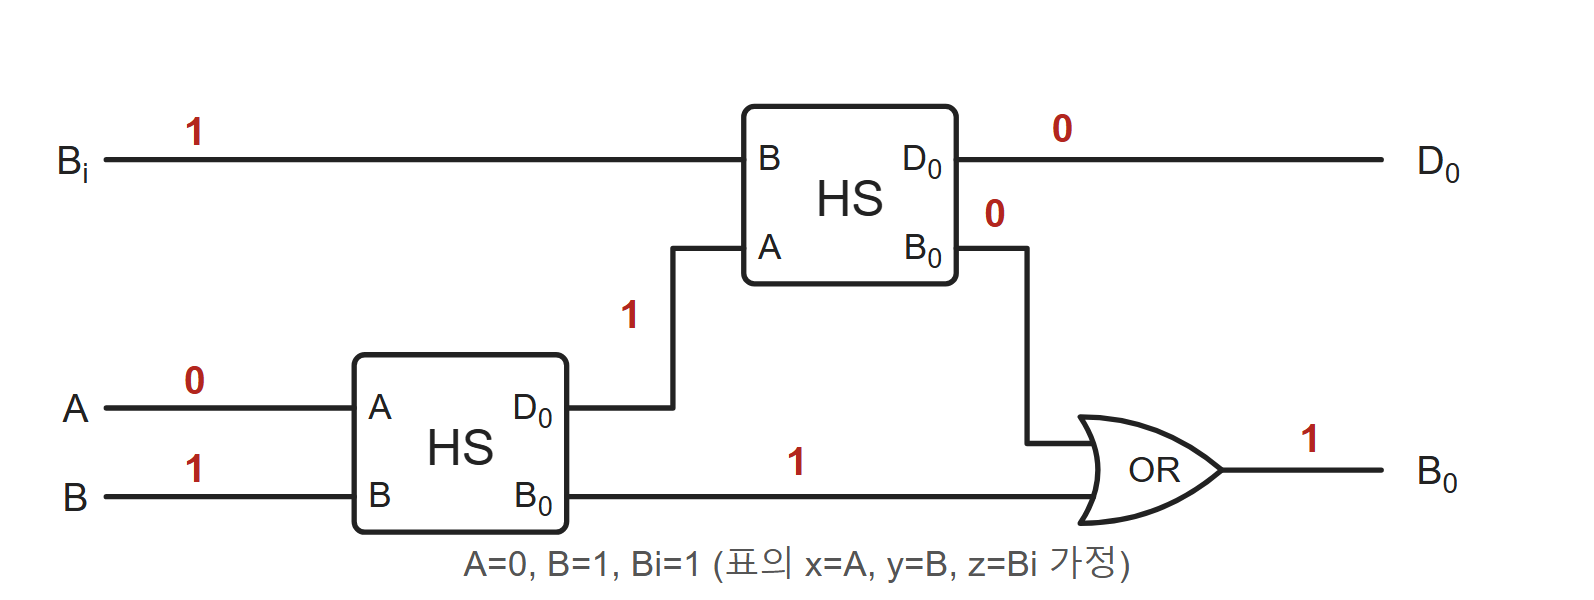 1
0
B D₀
Bᵢ D₀
HS
0
B₀
A
1
0
A A D₀
HS
1
1
1
OR
B B B₀
B₀
A=0, B=1, Bi=1 (표의 x=A, y=B, z=Bi 가정)